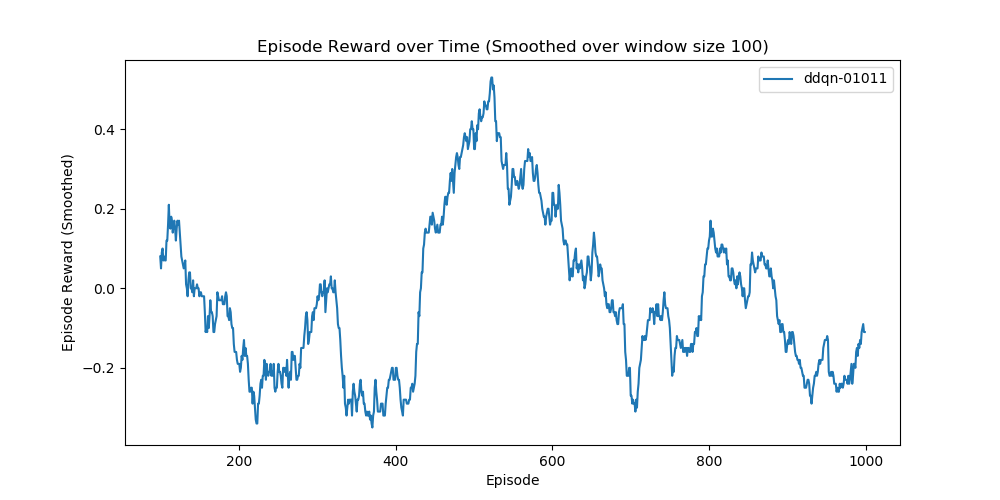 Episode Reward over Time (Smoothed over window size 100)
ddqn-01011
Episode Reward (Smoothed)
0.4
0.2
0.0
−0.2
200 400 600 800 1000
Episode